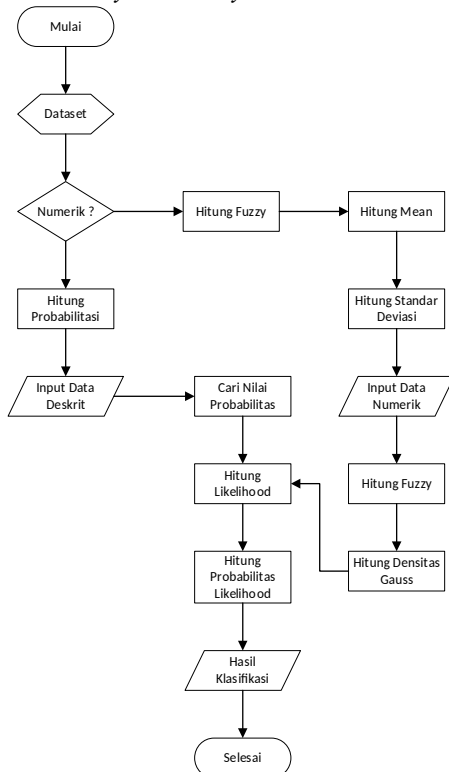 Mulai
Dataset
Numerik ?
Hitung Fuzzy
Hitung Mean
Hitung
Probabilitasi
Hitung Standar
Deviasi
Input Data
Deskrit
Cari Nilai
Probabilitas
Input Data
Numerik
Hitung
Likelihood
Hitung Fuzzy
Hitung
Probabilitas
Likelihood
Hitung Densitas
Gauss
Hasil
Klasifikasi
Selesai